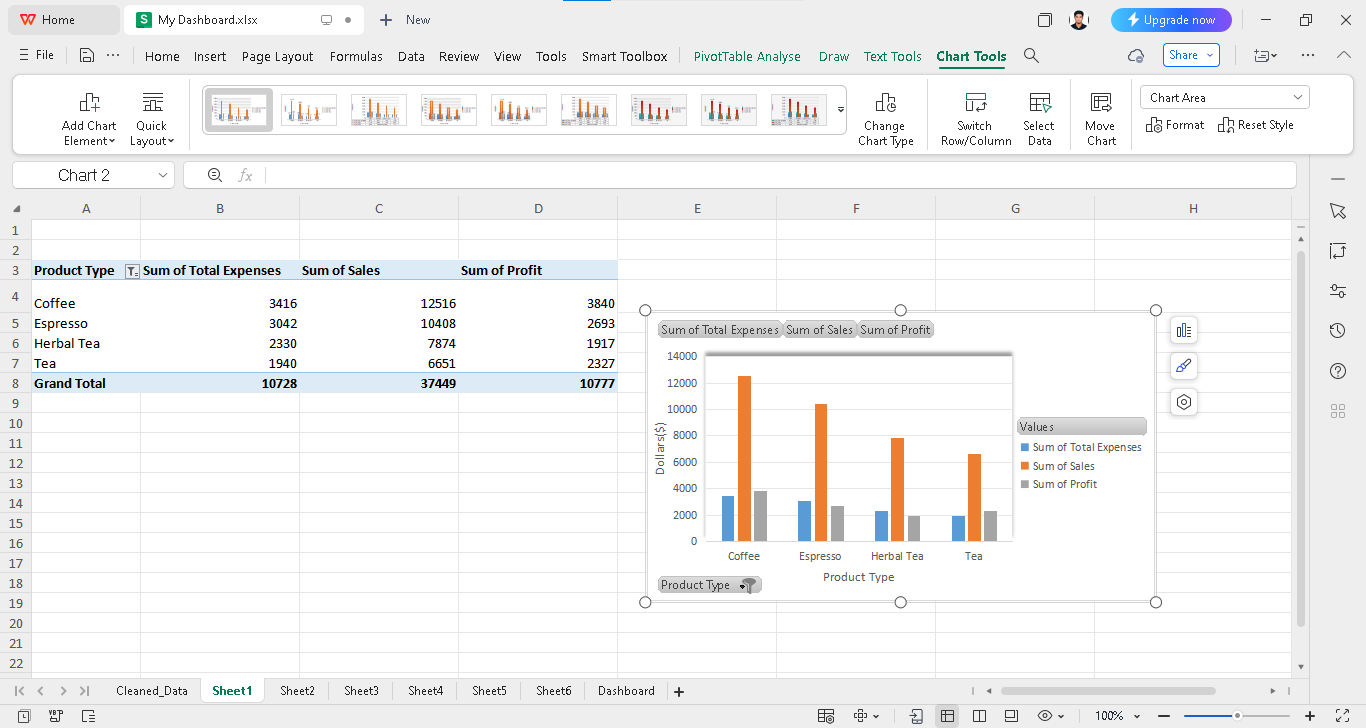 Home
My Dashboard.xlsx
New
Upgrade now
File
Home Insert Page Layout Formulas Data Review View Tools Smart Toolbox PivotTable Analyse Draw Text Tools Chart Tools
Share
Add Chart
Element
Quick
Layout
Change
Chart Type
Switch
Row/Column
Select
Data
Move
Chart
Chart Area
Format Reset Style
Chart 2
fx
A B C D E F G H
1
2
3 Product Type Sum of Total Expenses Sum of Sales Sum of Profit
4 Coffee 3416 12516 3840
5 Espresso 3042 10408 2693
6 Herbal Tea 2330 7874 1917
7 Tea 1940 6651 2327
8 Grand Total 10728 37449 10777
9
10
11
12
13
14
15
16
17
18
19
20
21
22
Sum of Total Expenses Sum of Sales Sum of Profit
14000
12000
10000
8000
6000
4000
2000
0
Dollars($)
Coffee Espresso Herbal Tea Tea
Product Type
Product Type
Values
Sum of Total Expenses
Sum of Sales
Sum of Profit
Cleaned_Data Sheet1 Sheet2 Sheet3 Sheet4 Sheet5 Sheet6 Dashboard
100%